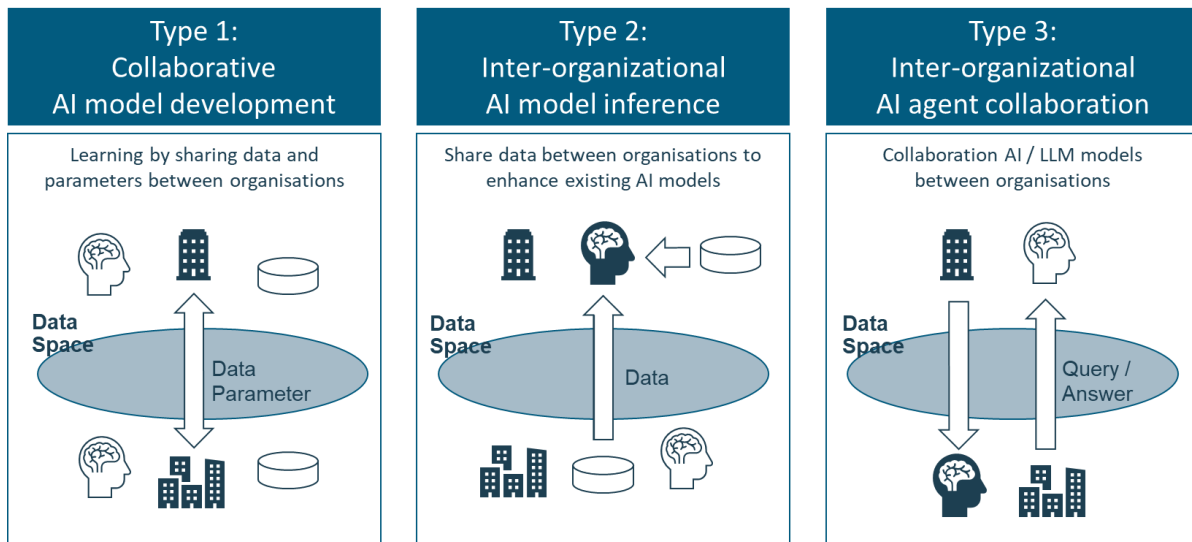 Type 1:
Collaborative
AI model development
Learning by sharing data and
parameters between organisations
Data
Space
Data
Parameter
Type 2:
Inter-organizational
AI model inference
Share data between organisations to
enhance existing AI models
Data
Space
Data
Type 3:
Inter-organizational
AI agent collaboration
Collaboration AI / LLM models
between organisations
Data
Space
Query /
Answer